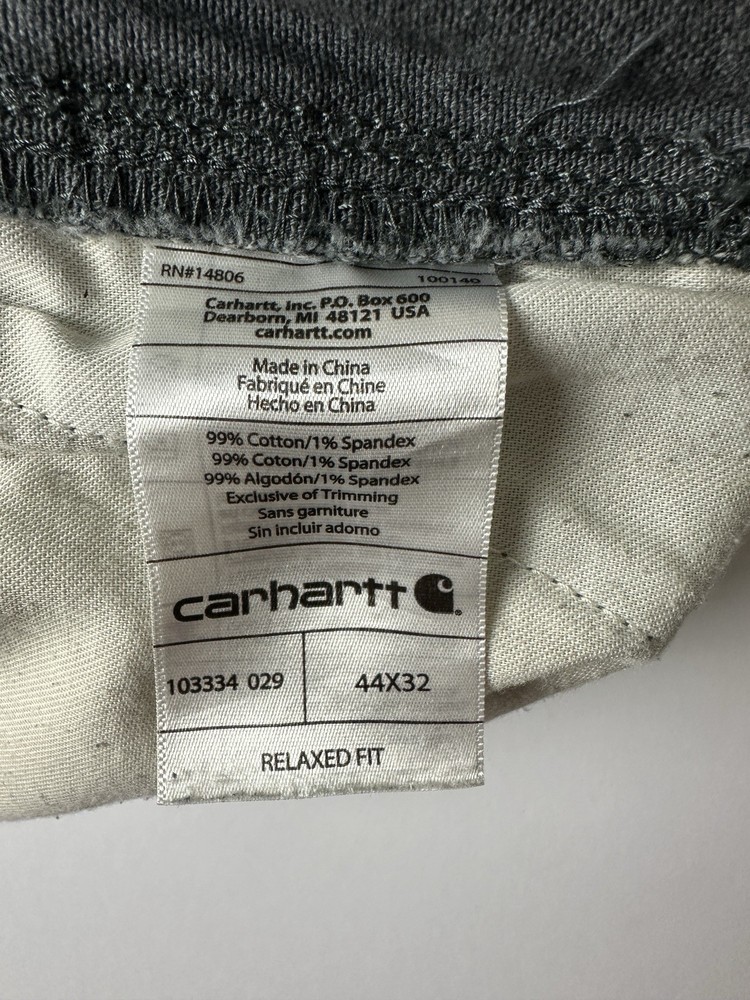 RN#14806 100140
Carhartt, Inc. P.O. Box 600
Dearborn, MI 48121 USA
carhartt.com
Made in China
Fabriqué en Chine
Hecho en China
99% Cotton/1% Spandex
99% Coton/1% Spandex
99% Algodón/1% Spandex
Exclusive of Trimming
Sans garniture
Sin incluir adorno
carhartt
103334 029 44X32
RELAXED FIT